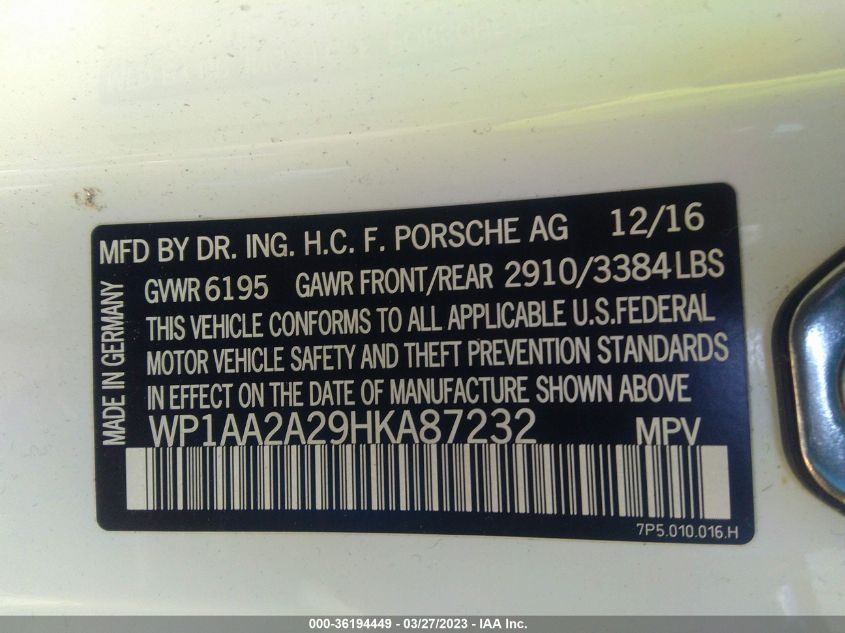 MFD BY DR. ING. H.C. F. PORSCHE AG 12/16
GVWR 6195 GAWR FRONT/REAR 2910/3384 LBS
THIS VEHICLE CONFORMS TO ALL APPLICABLE U.S.FEDERAL
MOTOR VEHICLE SAFETY AND THEFT PREVENTION STANDARDS
IN EFFECT ON THE DATE OF MANUFACTURE SHOWN ABOVE
WP1AA2A29HKA87232 MPV
MADE IN GERMANY
7P5.010.016.H
000-36194449 - 03/27/2023 - IAA Inc.